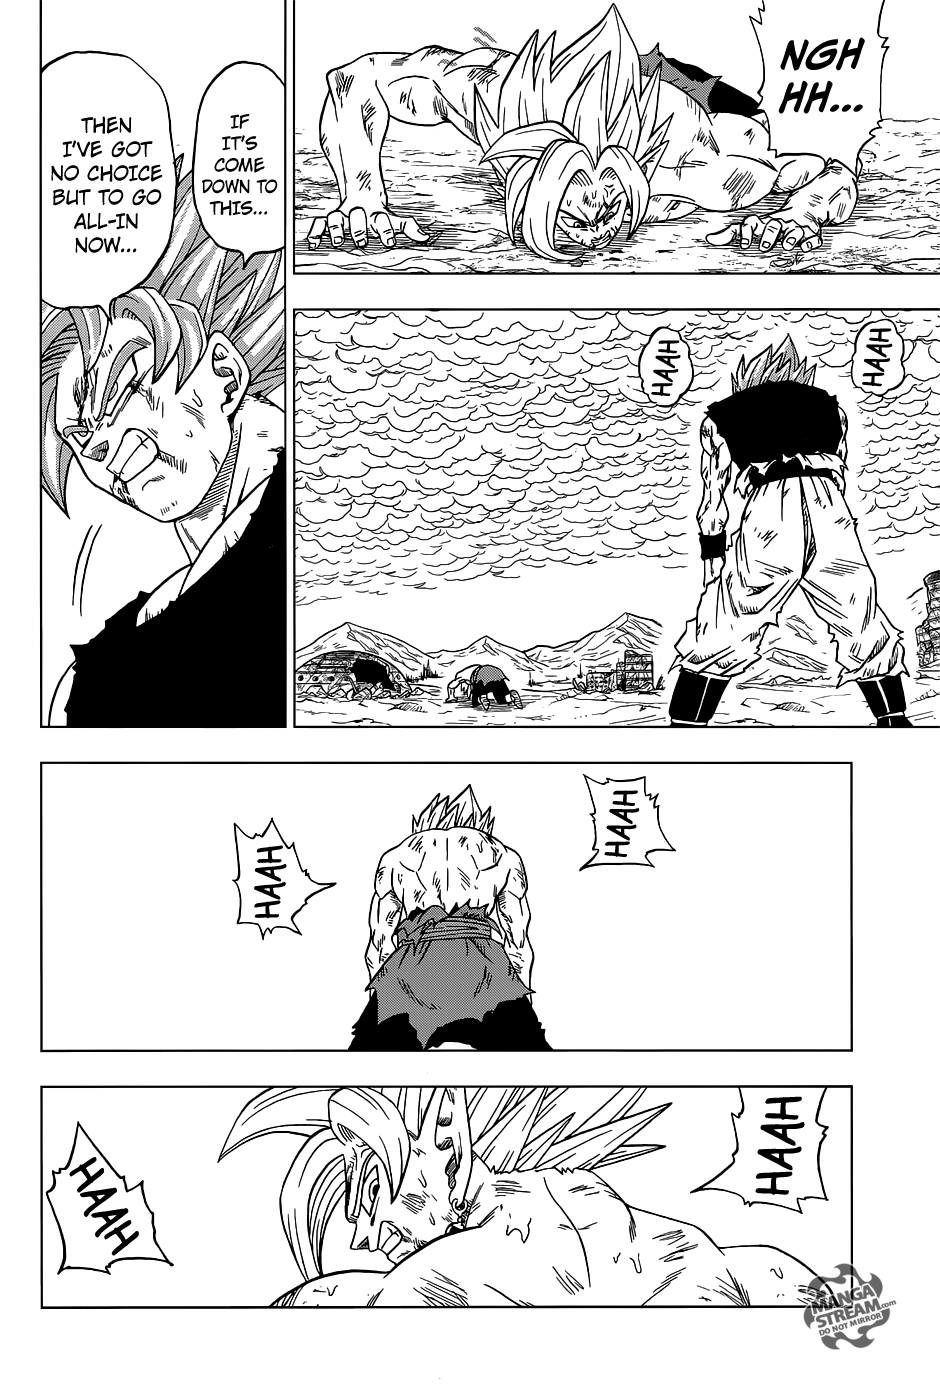 NGH
HH...
HAAH
HAAH
IF
IT'S
COME
DOWN TO
THIS...
THEN
I'VE GOT
NO CHOICE
BUT TO GO
ALL-IN
NOW...
HAAH
HAAH
HAAH
HAAH
MANGA
STREAM.com
DO NOT MIRROR